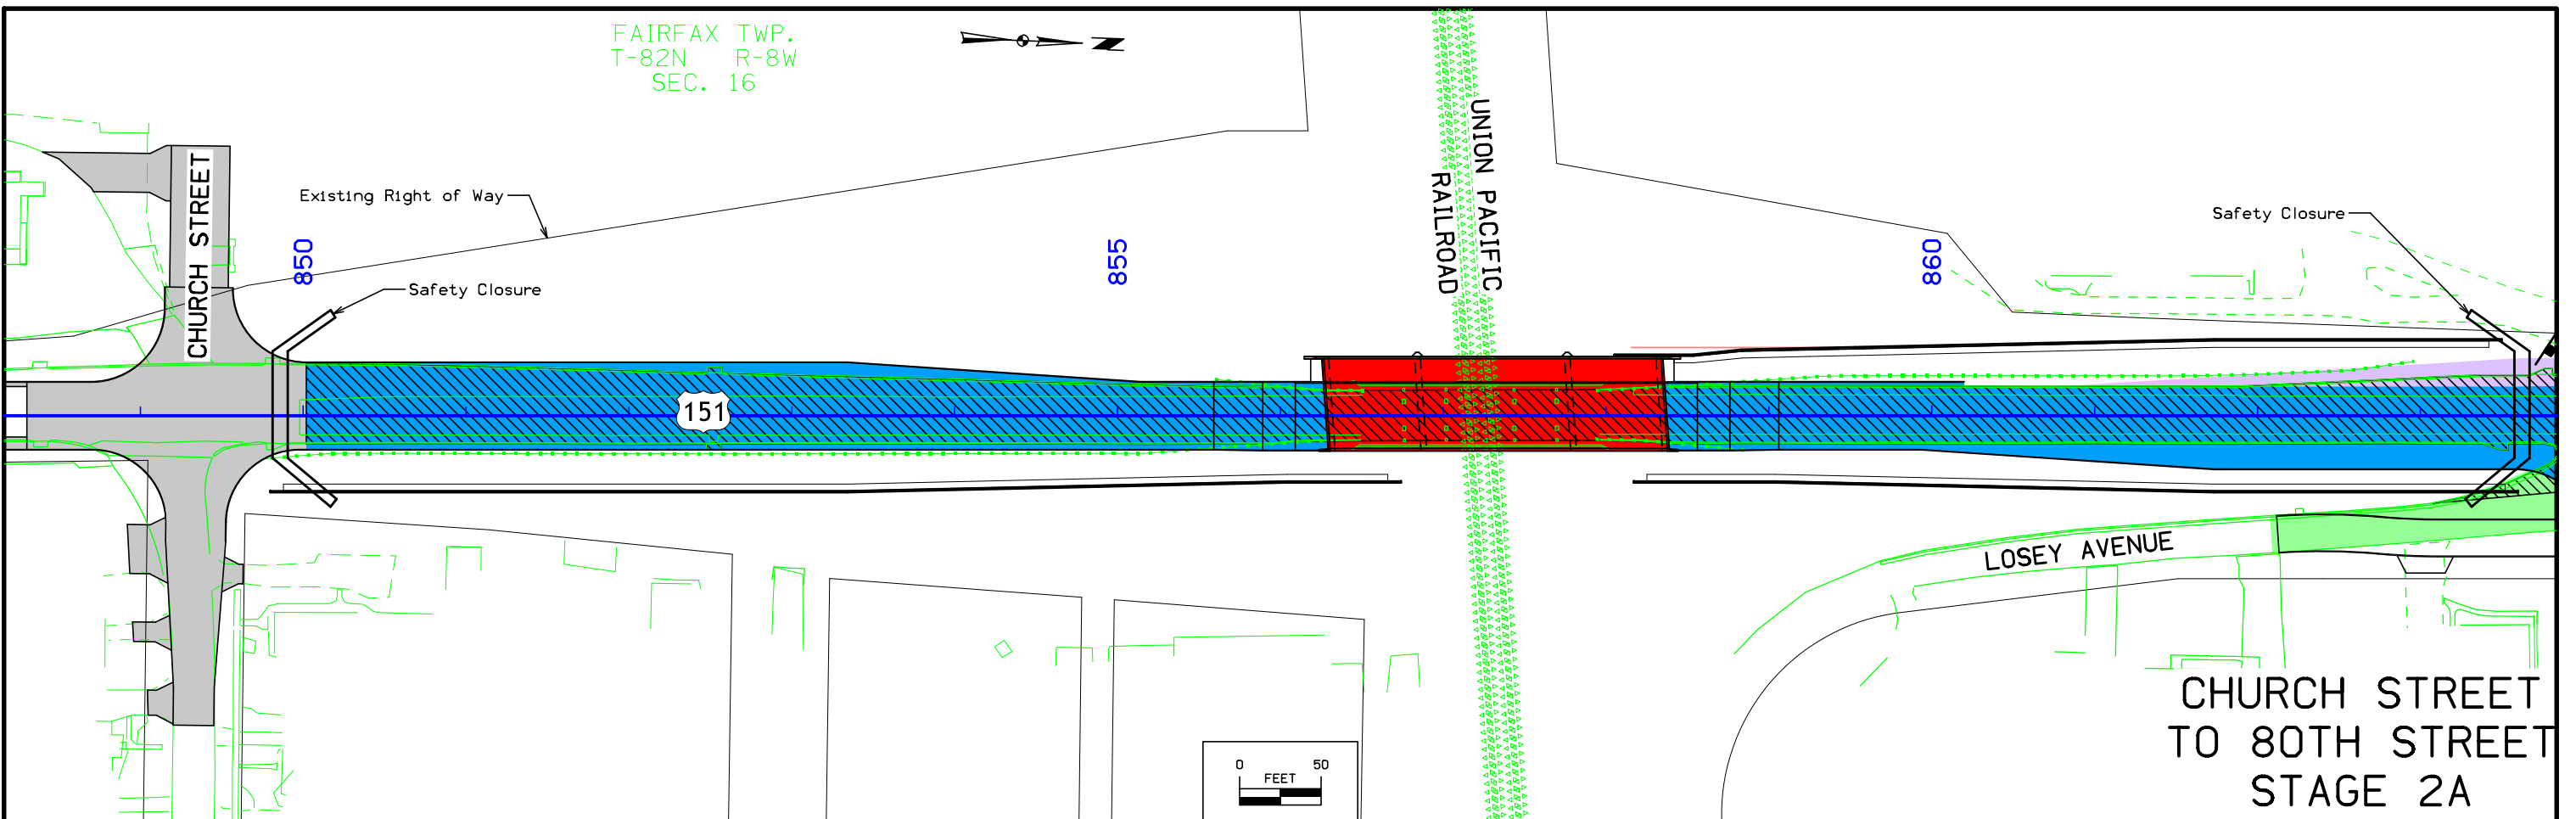 FAIRFAX TWP.
T-82N R-8W
SEC. 16
N
CHURCH STREET
Existing Right of Way
850
Safety Closure
855
UNION PACIFIC
RAILROAD
860
Safety Closure
151
LOSEY AVENUE
0 50
FEET
CHURCH STREET
TO 80TH STREET
STAGE 2A